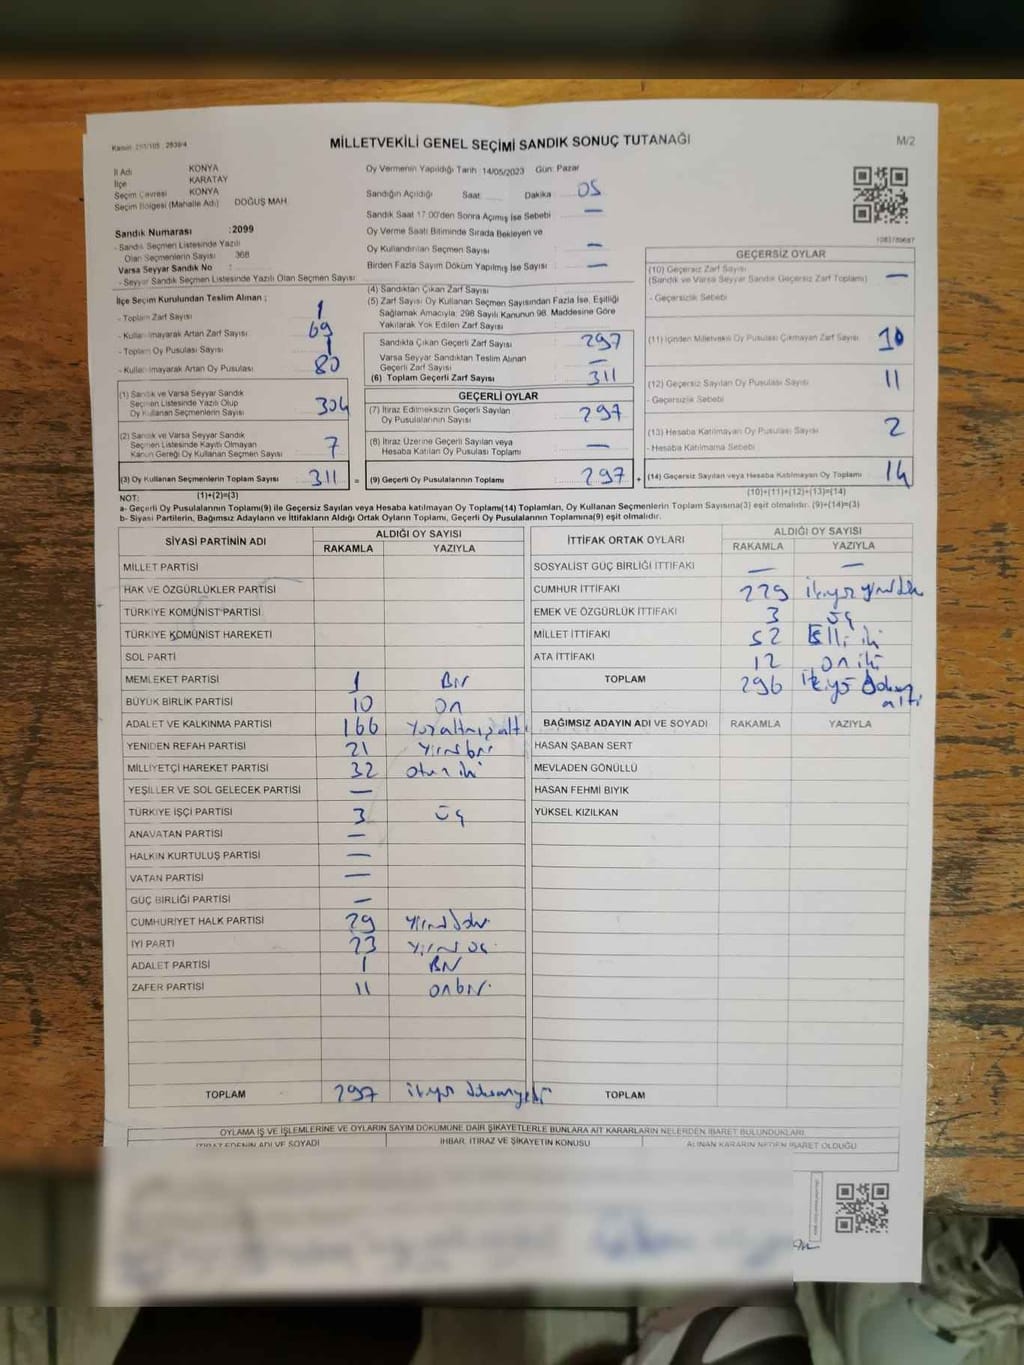 MİLLETVEKİLİ GENEL SEÇİMİ SANDIK SONUÇ TUTANAĞI
M/2
İl Adı KONYA
İlçe KARATAY
Seçim Çevresi KONYA
Seçim Bölgesi (Mahalle Adı) DOĞUŞ MAH.
Oy Vermenin Yapıldığı Tarih 14/05/2023 Gün: Pazar
Sandığın Açıldığı Saat Dakika 05
Sandık Saat 17:00'den Sonra Açılmış İse Sebebi —
Oy Verme Saati Bitiminde Sırada Bekleyen ve
Oy Kullandırılan Seçmen Sayısı —
Birden Fazla Sayım Döküm Yapılmış İse Sayısı —
Sandık Numarası :2099
- Sandık Seçmen Listesinde Yazılı
Olan Seçmenlerin Sayısı 368
Varsa Seyyar Sandık No :
- Seyyar Sandık Seçmen Listesinde Yazılı Olan Seçmen Sayısı:
İlçe Seçim Kurulundan Teslim Alınan ;
- Toplam Zarf Sayısı 1
- Kullanılmayarak Artan Zarf Sayısı 69
- Toplam Oy Pusulası Sayısı 1
- Kullanılmayarak Artan Oy Pusulası 80
(1) Sandık ve Varsa Seyyar Sandık
Seçmen Listesinde Yazılı Olup
Oy Kullanan Seçmenlerin Sayısı 304
(2) Sandık ve Varsa Seyyar Sandık
Seçmen Listesinde Kayıtlı Olmayan
Kanun Gereği Oy Kullanan Seçmen Sayısı 7
(3) Oy Kullanan Seçmenlerin Toplam Sayısı 311 =
(4) Sandıktan Çıkan Zarf Sayısı
(5) Zarf Sayısı Oy Kullanan Seçmen Sayısından Fazla İse, Eşitliği
Sağlamak Amacıyla; 298 Sayılı Kanunun 98. Maddesine Göre
Yakılarak Yok Edilen Zarf Sayısı
Sandıkta Çıkan Geçerli Zarf Sayısı 297
Varsa Seyyar Sandıktan Teslim Alınan
Geçerli Zarf Sayısı —
(6) Toplam Geçerli Zarf Sayısı 311
GEÇERLİ OYLAR
(7) İtiraz Edilmeksizin Geçerli Sayılan
Oy Pusulalarının Sayısı 297
(8) İtiraz Üzerine Geçerli Sayılan veya
Hesaba Katılan Oy Pusulası Toplamı —
(9) Geçerli Oy Pusulalarının Toplamı 297 +
GEÇERSİZ OYLAR
(10) Geçersiz Zarf Sayısı
(Sandık ve Varsa Seyyar Sandık Geçersiz Zarf Toplamı) —
- Geçersizlik Sebebi
(11) İçinden Milletvekili Oy Pusulası Çıkmayan Zarf Sayısı 10
(12) Geçersiz Sayılan Oy Pusulası Sayısı 11
- Geçersizlik Sebebi
(13) Hesaba Katılmayan Oy Pusulası Sayısı 2
- Hesaba Katılmama Sebebi
(14) Geçersiz Sayılan veya Hesaba Katılmayan Oy Toplamı 14
NOT: (1)+(2)=(3)
(10)+(11)+(12)+(13)=(14)
a- Geçerli Oy Pusulalarının Toplamı(9) ile Geçersiz Sayılan veya Hesaba Katılmayan Oy Toplamı(14) Toplamları, Oy Kullanan Seçmenlerin Toplam Sayısına(3) eşit olmalıdır. (9)+(14)=(3)
b- Siyasi Partilerin, Bağımsız Adayların ve İttifakların Aldığı Ortak Oyların Toplamı, Geçerli Oy Pusulalarının Toplamına(9) eşit olmalıdır.
SİYASİ PARTİNİN ADI ALDIĞI OY SAYISI
RAKAMLA YAZIYLA
MİLLET PARTİSİ
HAK VE ÖZGÜRLÜKLER PARTİSİ
TÜRKİYE KOMÜNİST PARTİSİ
TÜRKİYE KOMÜNİST HAREKETİ
SOL PARTİ
MEMLEKET PARTİSİ 1 Bir
BÜYÜK BİRLİK PARTİSİ 10 on
ADALET VE KALKINMA PARTİSİ 166 Yüzaltmışaltı
YENİDEN REFAH PARTİSİ 21 Yirmibir
MİLLİYETÇİ HAREKET PARTİSİ 32 otuz iki
YEŞİLLER VE SOL GELECEK PARTİSİ —
TÜRKİYE İŞÇİ PARTİSİ 3 üç
ANAVATAN PARTİSİ —
HALKIN KURTULUŞ PARTİSİ —
VATAN PARTİSİ —
GÜÇ BİRLİĞİ PARTİSİ —
CUMHURİYET HALK PARTİSİ 29
İYİ PARTİ 23 Yirmi üç
ADALET PARTİSİ 1 Bir
ZAFER PARTİSİ 11 onbir
TOPLAM 297
İTTİFAK ORTAK OYLARI ALDIĞI OY SAYISI
RAKAMLA YAZIYLA
SOSYALİST GÜÇ BİRLİĞİ İTTİFAKI — —
CUMHUR İTTİFAKI 229
EMEK VE ÖZGÜRLÜK İTTİFAKI 3 üç
MİLLET İTTİFAKI 52 Elli iki
ATA İTTİFAKI 12 on iki
TOPLAM 296
BAĞIMSIZ ADAYIN ADI VE SOYADI RAKAMLA YAZIYLA
HASAN ŞABAN SERT
MEVLADEN GÖNÜLLÜ
HASAN FEHMİ BIYIK
YÜKSEL KIZILKAN
TOPLAM
OYLAMA İŞ VE İŞLEMLERİNE VE OYLARIN SAYIM DÖKÜMÜNE DAİR ŞİKAYETLERLE BUNLARA AİT KARARLARIN NELERDEN İBARET BULUNDUKLARI
İTİRAZ EDENİN ADI VE SOYADI İHBAR, İTİRAZ VE ŞİKAYETİN KONUSU ALINAN KARARIN NEDEN İBARET OLDUĞU